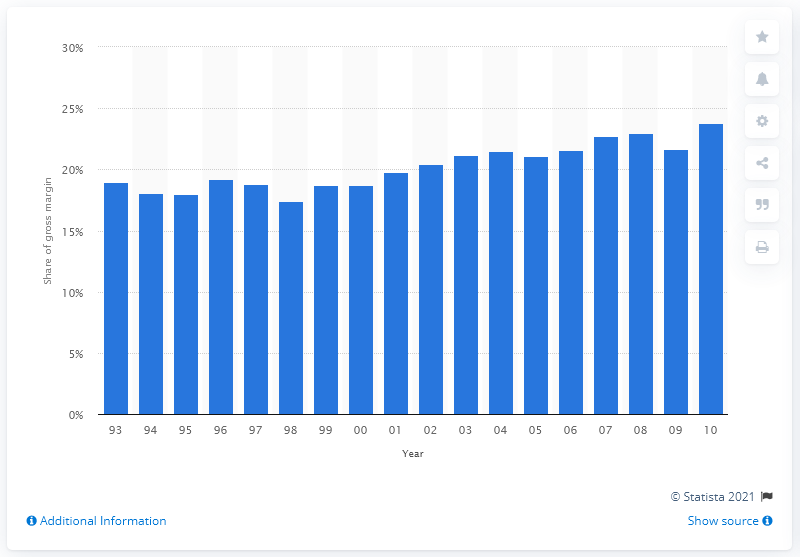 30%
25%
20%
15%
10%
5%
0%
Share of gross margin
93 94 95 96 97 98 99 00 01 02 03 04 05 06 07 08 09 10
Year
© Statista 2021
Additional Information
Show source